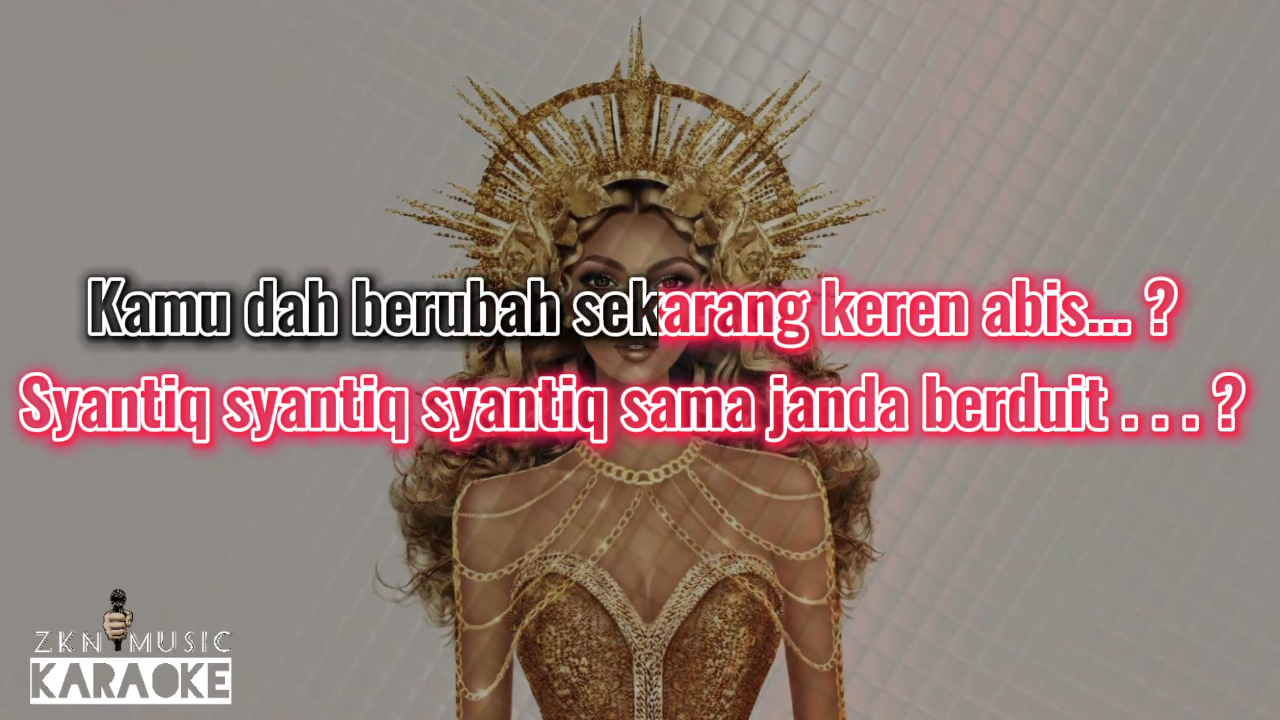 Kamu dah berubah sekarang keren abis... ?
Syantiq syantiq syantiq sama janda berduit . . . ?
ZKN MUSIC
KARAOKE